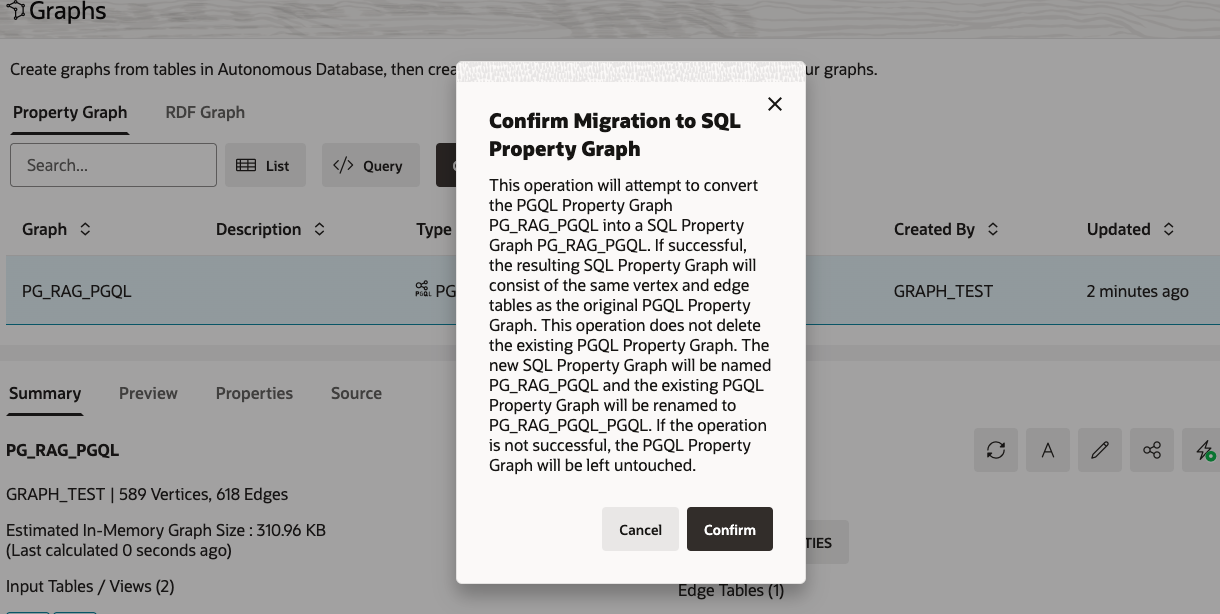 Graphs
Create graphs from tables in Autonomous Database, then crea
ur graphs.
Property Graph
RDF Graph
Search...
List
</> Query
Graph
Description
Type
Created By
Updated
PG_RAG_PGQL
PGQL PG
GRAPH_TEST
2 minutes ago
Confirm Migration to SQL
Property Graph
This operation will attempt to convert
the PGQL Property Graph
PG_RAG_PGQL into a SQL Property
Graph PG_RAG_PGQL. If successful,
the resulting SQL Property Graph will
consist of the same vertex and edge
tables as the original PGQL Property
Graph. This operation does not delete
the existing PGQL Property Graph. The
new SQL Property Graph will be named
PG_RAG_PGQL and the existing PGQL
Property Graph will be renamed to
PG_RAG_PGQL_PGQL. If the operation
is not successful, the PGQL Property
Graph will be left untouched.
Cancel
Confirm
Summary
Preview
Properties
Source
PG_RAG_PGQL
A
GRAPH_TEST | 589 Vertices, 618 Edges
Estimated In-Memory Graph Size : 310.96 KB
(Last calculated 0 seconds ago)
TIES
Input Tables / Views (2)
Edge Tables (1)